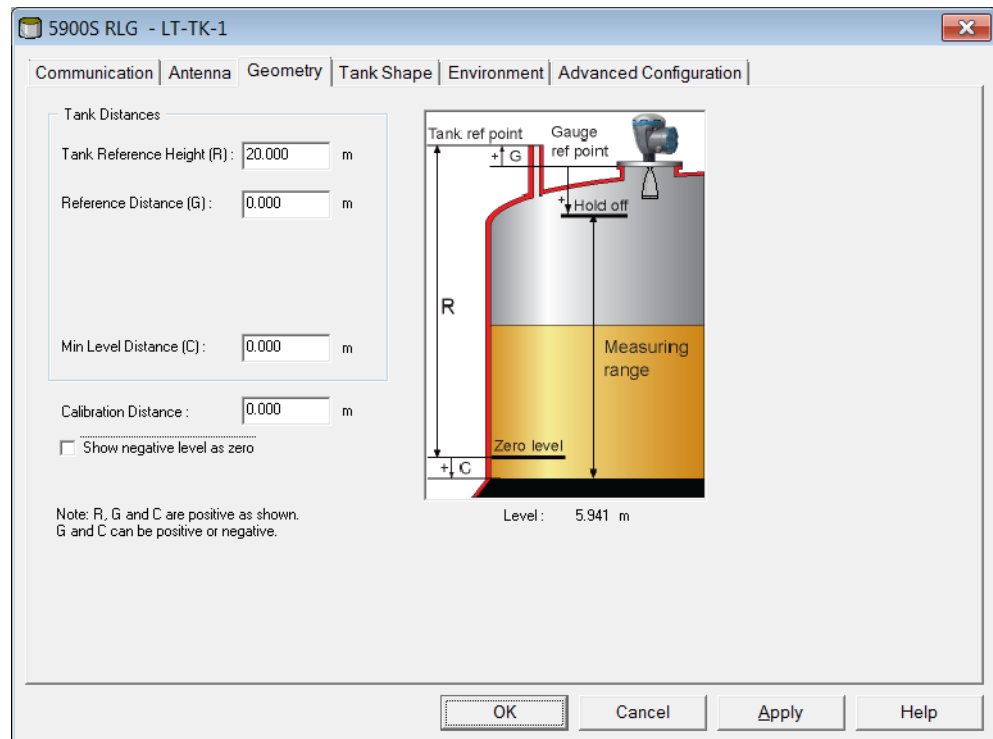 5900S RLG - LT-TK-1
Communication Antenna Geometry Tank Shape Environment Advanced Configuration
Tank Distances
Tank Reference Height (R) : 20.000 m
Reference Distance (G) : 0.000 m
Min Level Distance (C) : 0.000 m
Calibration Distance : 0.000 m
Show negative level as zero
Note: R, G and C are positive as shown.
G and C can be positive or negative.
Tank ref point
Gauge
ref point
+ G
+
Hold off
R
Measuring
range
Zero level
+ C
Level : 5.941 m
OK Cancel Apply Help